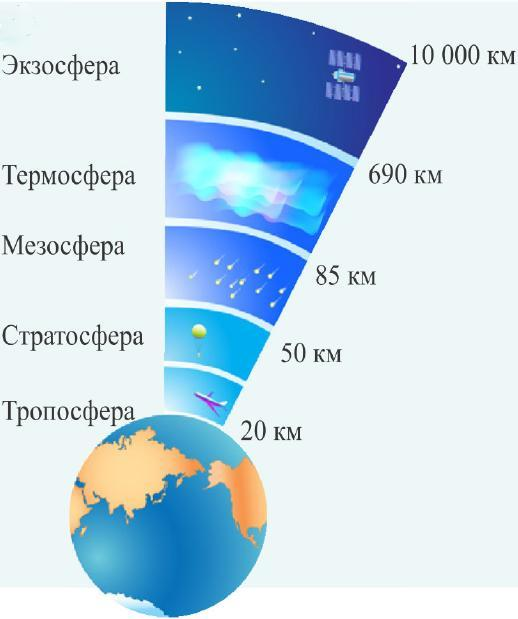 Экзосфера
10 000 км
Термосфера
690 км
Мезосфера
85 км
Стратосфера
50 км
Тропосфера
20 км